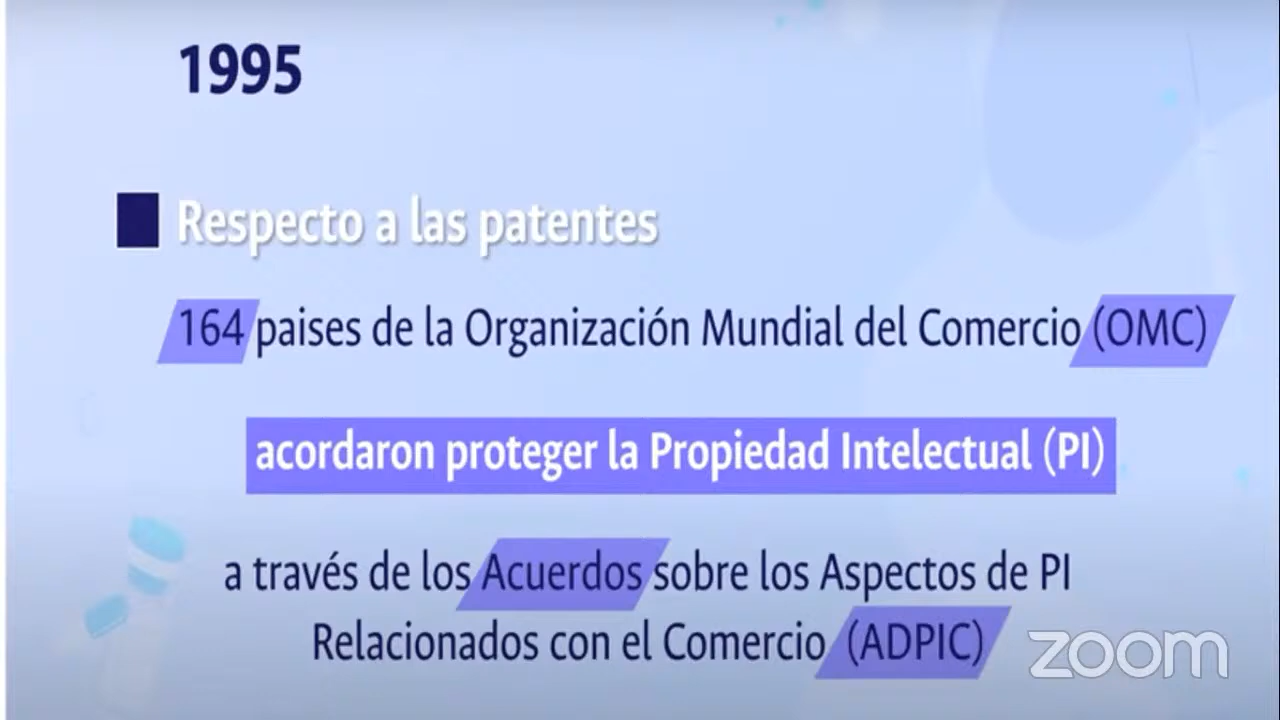 1995
Respecto a las patentes
164 paises de la Organización Mundial del Comercio (OMC)
acordaron proteger la Propiedad Intelectual (PI)
a través de los Acuerdos sobre los Aspectos de PI
Relacionados con el Comercio (ADPIC)
zoom